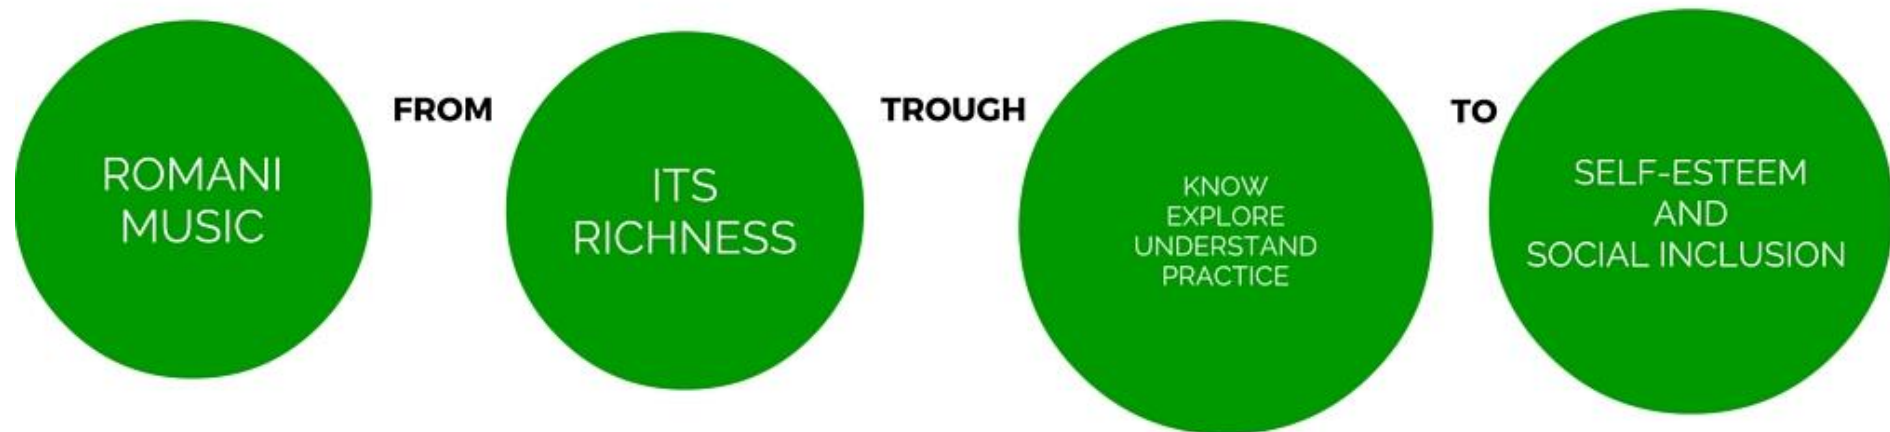 ROMANI
MUSIC
FROM
ITS
RICHNESS
TROUGH
KNOW
EXPLORE
UNDERSTAND
PRACTICE
TO
SELF-ESTEEM
AND
SOCIAL INCLUSION